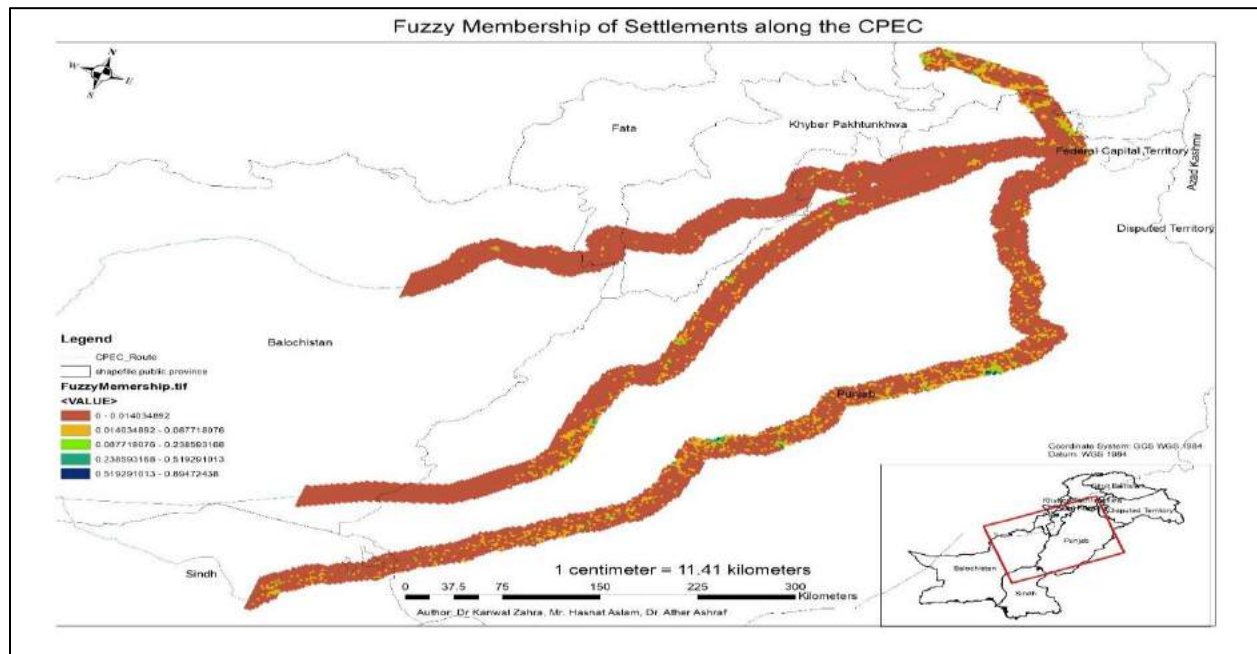 Fuzzy Membership of Settlements along the CPEC
N
W
E
S
Fata
Khyber Pakhtunkhwa
Federal Capital Territory
Azad Kashmir
Disputed Territory
Balochistan
Punjab
Sindh
Legend
CPEC_Route
shapefile.public.province
FuzzyMemership.tif
<VALUE>
0 - 0.014034892
0.014034892 - 0.087718076
0.087718076 - 0.238593168
0.238593168 - 0.519291013
0.519291013 - 0.89472438
Coordinate System: GCS WGS 1984
Datum: WGS 1984
1 centimeter = 11.41 kilometers
0 37.5 75 150 225 300
Kilometers
Author: Dr Kanwal Zahra, Mr. Hasnat Aslam, Dr. Ather Ashraf
Disputed Territory
Punjab
Balochistan
Sindh